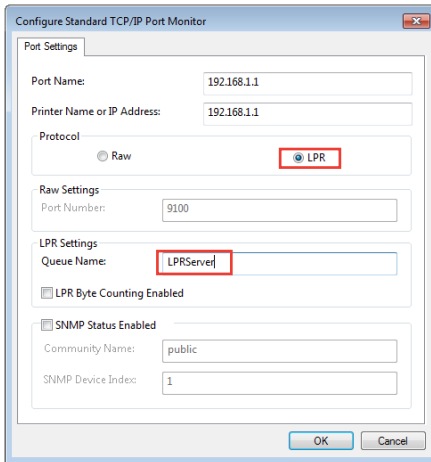 Configure Standard TCP/IP Port Monitor
Port Settings
Port Name: 192.168.1.1
Printer Name or IP Address: 192.168.1.1
Protocol
Raw LPR
Raw Settings
Port Number: 9100
LPR Settings
Queue Name: LPRServer
LPR Byte Counting Enabled
SNMP Status Enabled
Community Name: public
SNMP Device Index: 1
OK Cancel